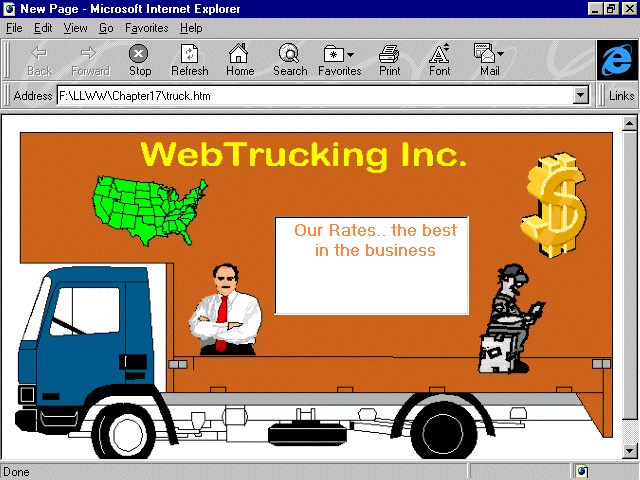 New Page - Microsoft Internet Explorer
File Edit View Go Favorites Help
Back Forward Stop Refresh Home Search Favorites Print Font Mail
Address F:\LLWW\Chapter17\truck.htm Links
WebTrucking Inc.
Our Rates.. the best
in the business
Done